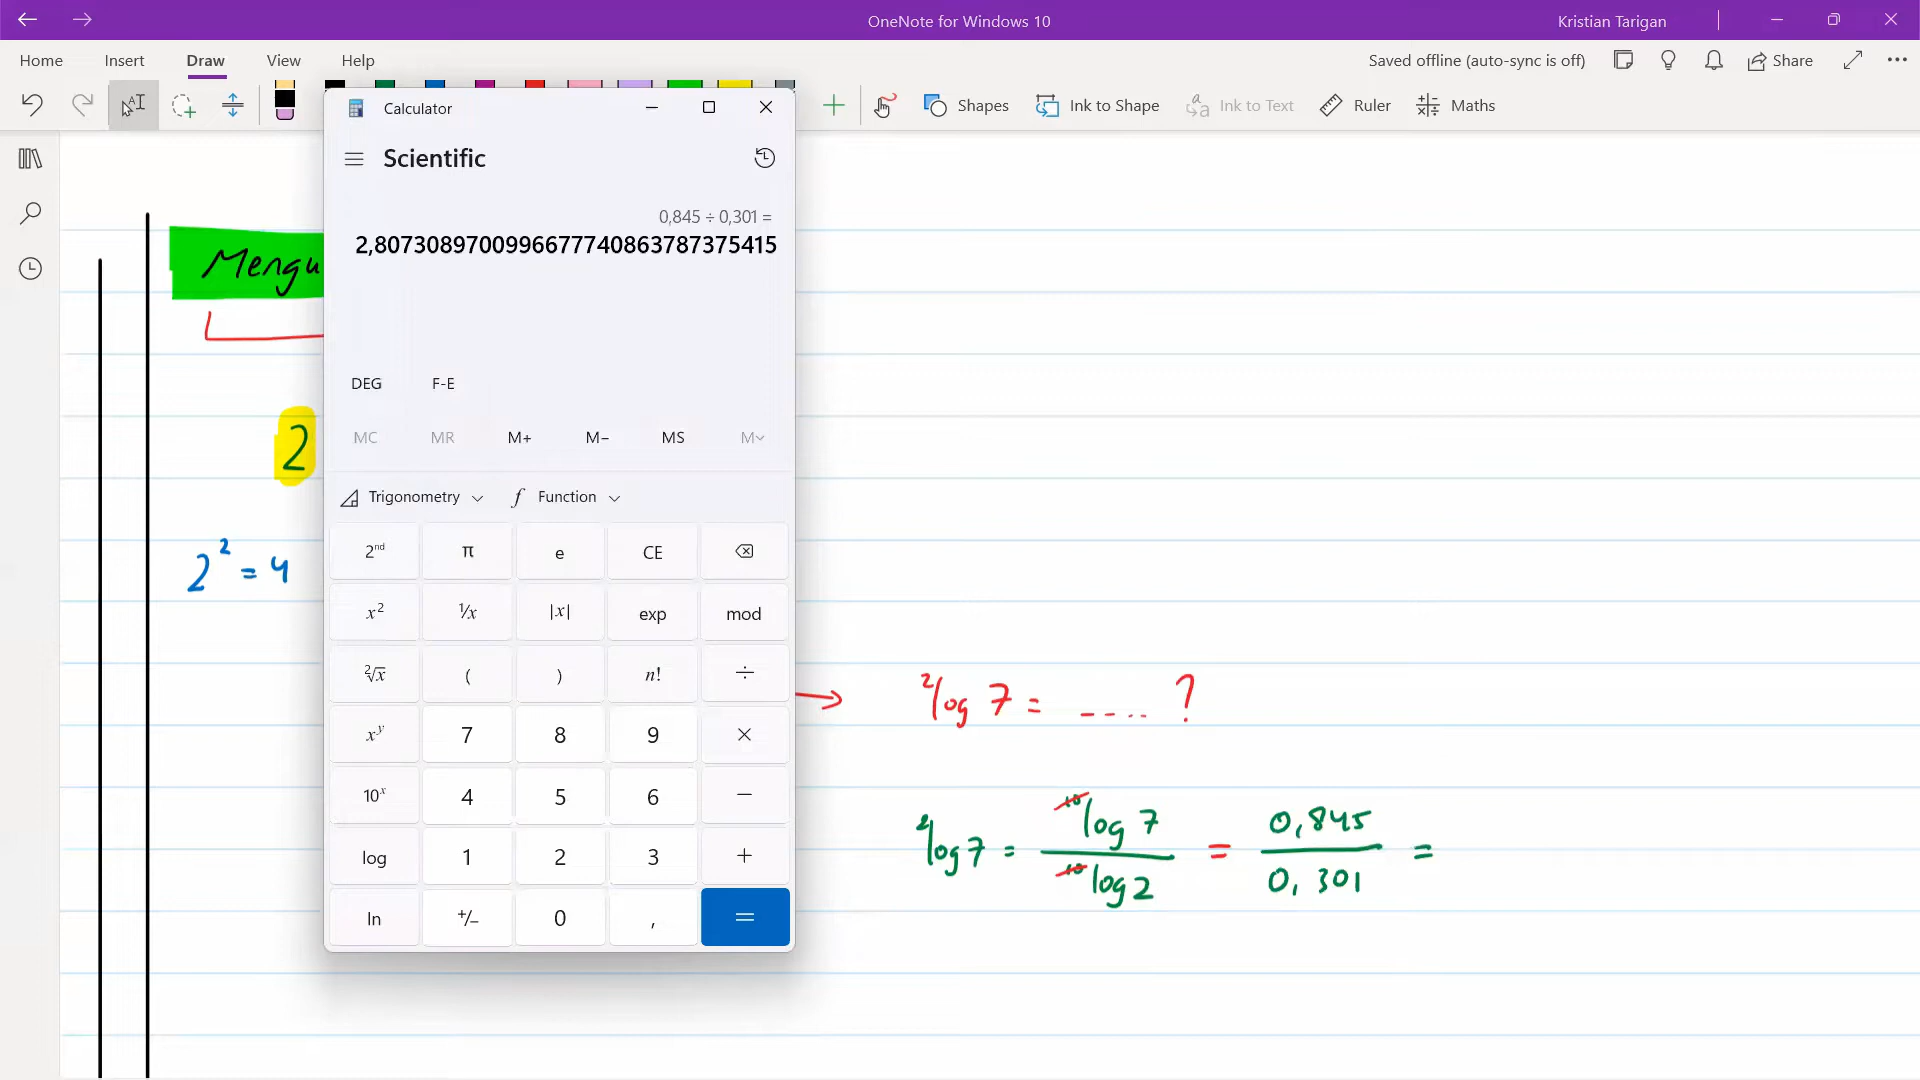 OneNote for Windows 10
Kristian Tarigan
Home Insert Draw View Help
Saved offline (auto-sync is off)
Share
Shapes Ink to Shape Ink to Text Ruler Maths
Calculator
Scientific
0,845 ÷ 0,301 =
2,8073089700996677740863787375415
DEG F-E
MC MR M+ M− MS M˅
Trigonometry Function
2ⁿᵈ π e CE
x² ¹/x |x| exp mod
²√x ( ) n! ÷
xʸ 7 8 9 ×
10ˣ 4 5 6 −
log 1 2 3 +
ln +/− 0 , =
Mengu
2
2² = 4
²log 7 = ---- ?
²log 7 = ¹⁰log 7 / ¹⁰log 2 = 0,845 / 0,301 =